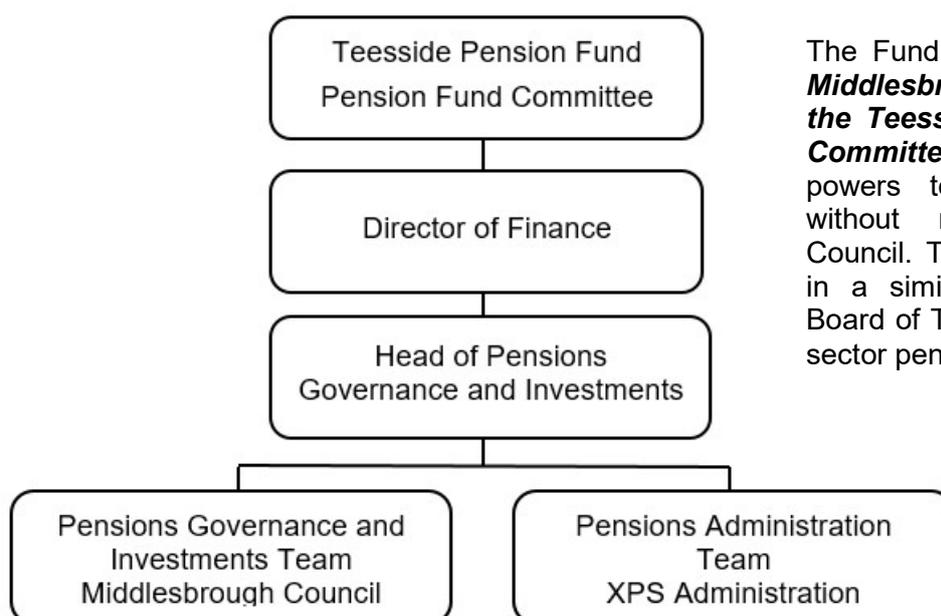 Teesside Pension Fund
Pension Fund Committee
Director of Finance
Head of Pensions
Governance and Investments
Pensions Governance and
Investments Team
Middlesbrough Council
Pensions Administration
Team
XPS Administration
The Fund
the
powers
without
Council.
in a
Board of
sector